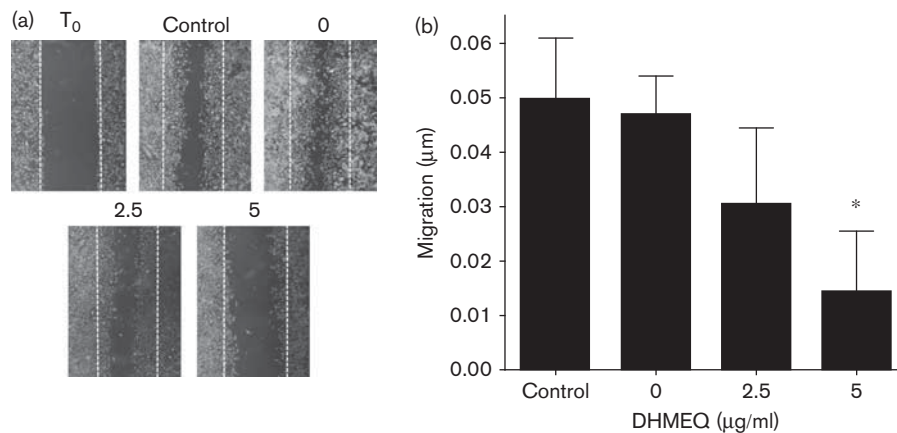 (a)
T0
Control
0
2.5
5
(b)
Migration (μm)
0.06
0.05
0.04
0.03
0.02
0.01
0.00
*
Control
0
2.5
5
DHMEQ (μg/ml)